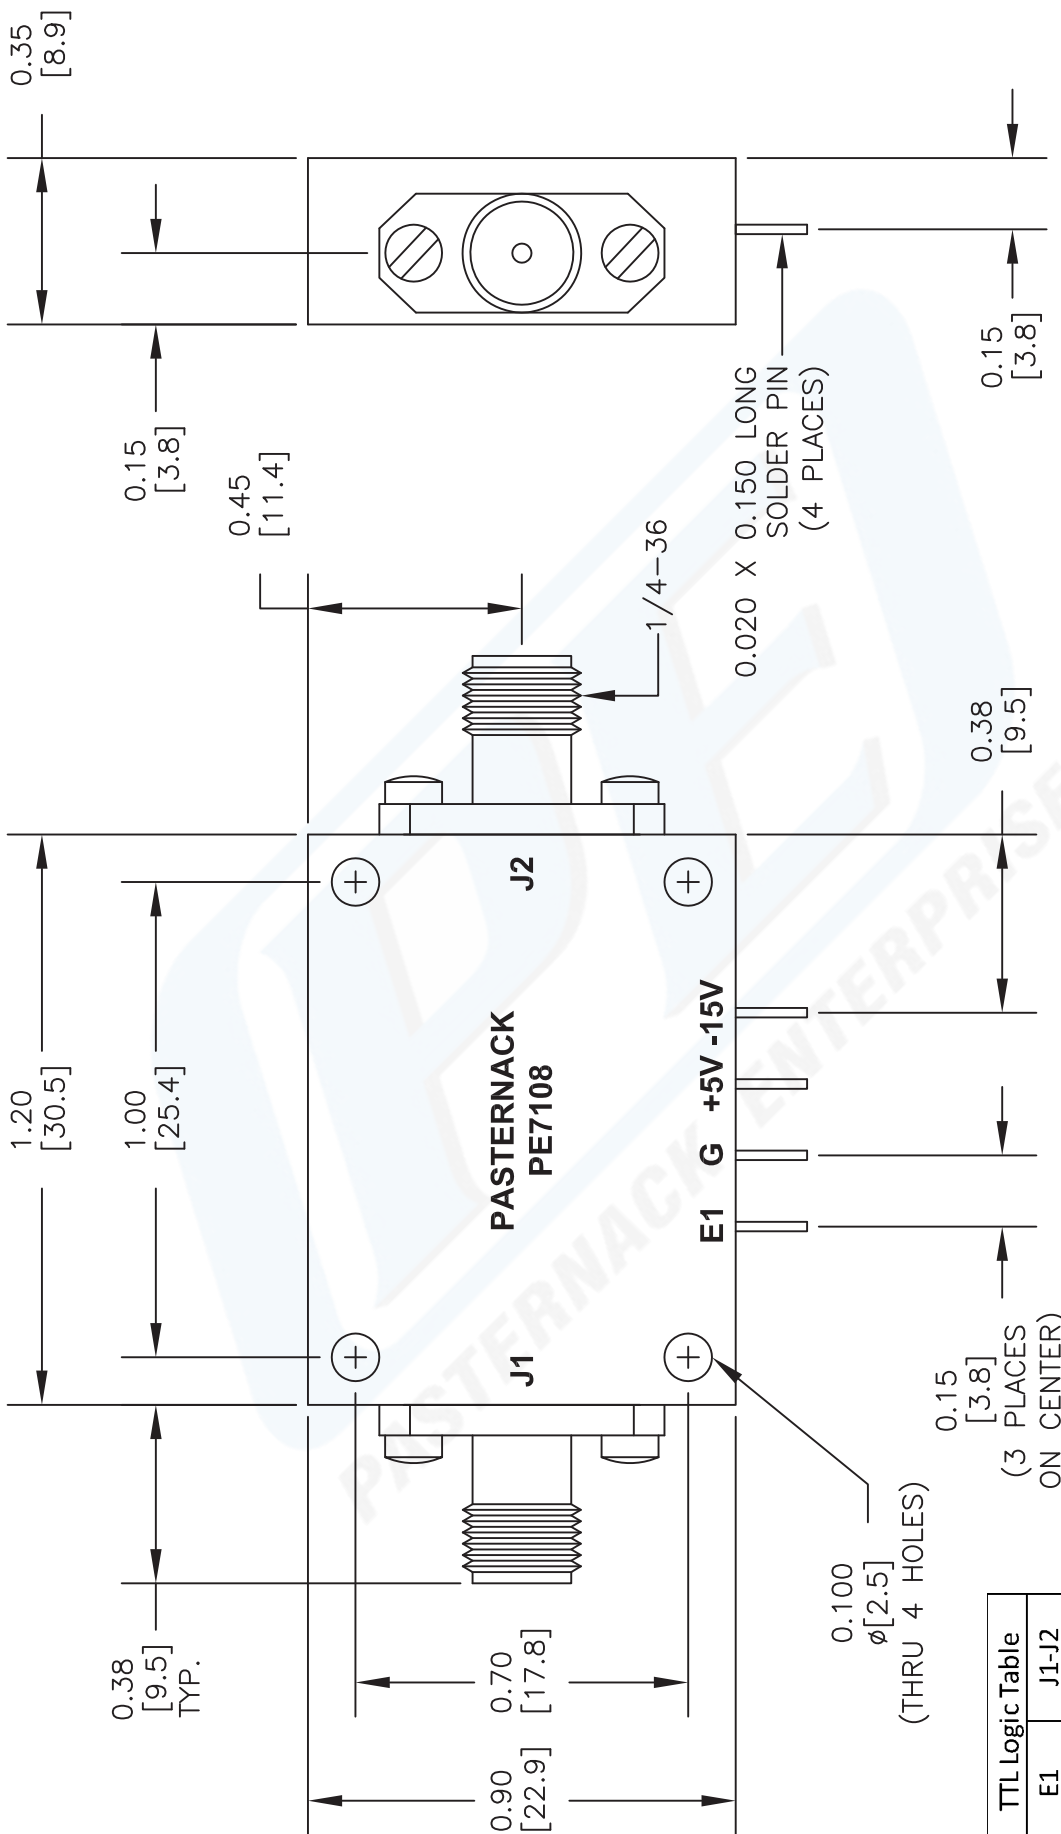 0.35
[8.9]
0.15
[3.8]
0.45
[11.4]
1/4-36
0.020 X 0.150 LONG
SOLDER PIN
(4 PLACES)
0.15
[3.8]
1.20
[30.5]
1.00
[25.4]
0.38
[9.5]
J2
PASTERNACK
PE7108
J1
E1 G +5V -15V
0.38
[9.5]
TYP.
0.70
[17.8]
0.90
[22.9]
0.100
ø[2.5]
(THRU 4 HOLES)
0.15
[3.8]
(3 PLACES
ON CENTER)
TTL Logic Table
E1 J1-J2
PE
PASTERNACK ENTERPRISE